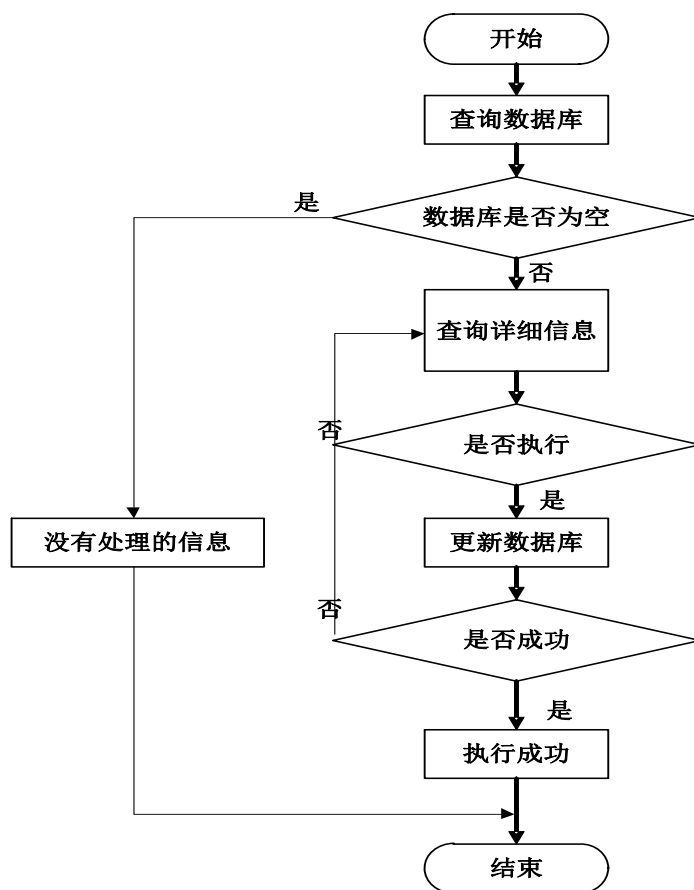 开始
查询数据库
是
数据库是否为空
否
查询详细信息
否
是否执行
是
没有处理的信息
更新数据库
否
是否成功
是
执行成功
结束